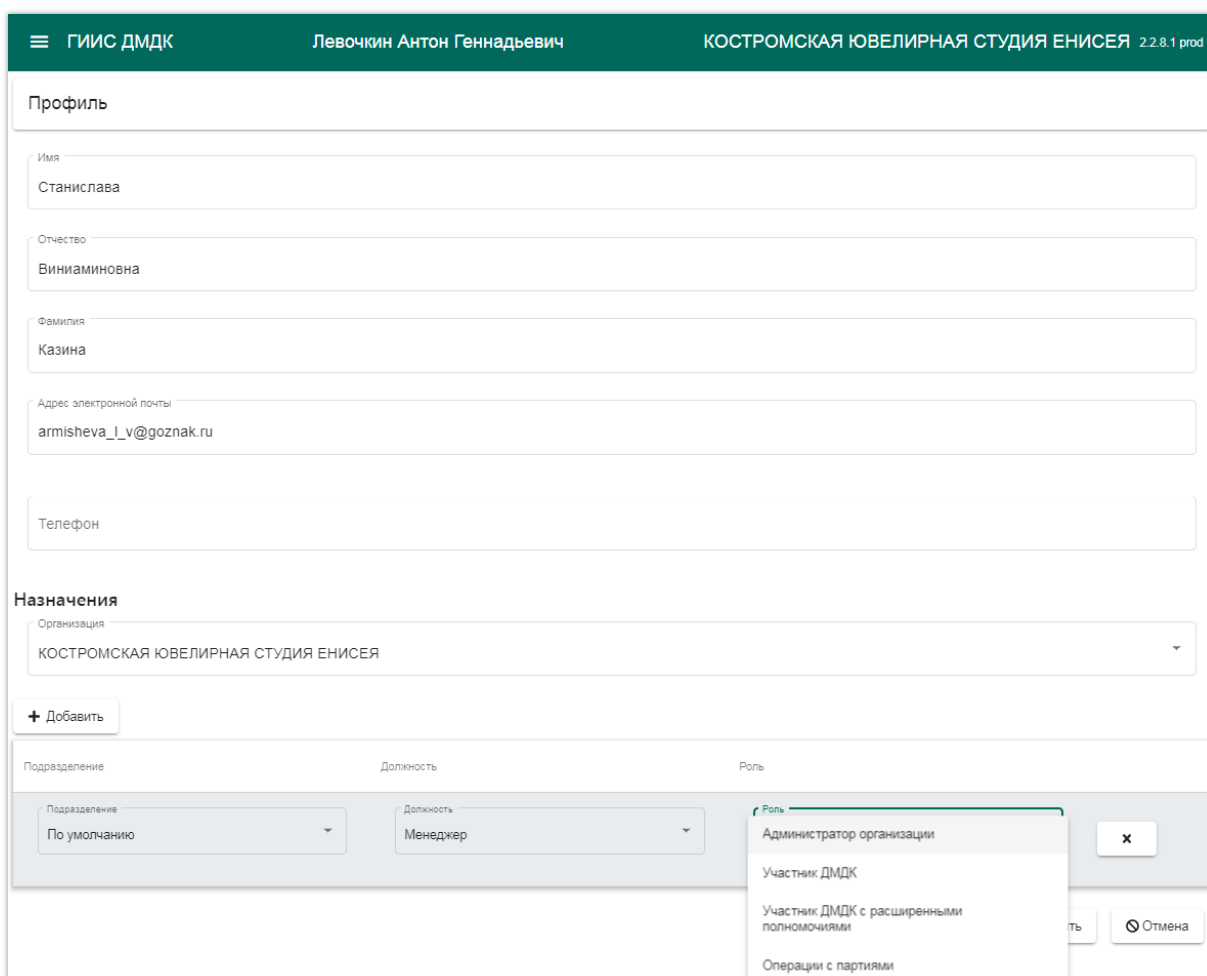 ГИИС ДМДК Левочкин Антон Геннадьевич КОСТРОМСКАЯ ЮВЕЛИРНАЯ СТУДИЯ ЕНИСЕЯ 2.2.8.1 prod
Профиль
Имя
Станислава
Отчество
Виниаминовна
Фамилия
Казина
Адрес электронной почты
armisheva_l_v@goznak.ru
Телефон
Назначения
Организация
КОСТРОМСКАЯ ЮВЕЛИРНАЯ СТУДИЯ ЕНИСЕЯ
+ Добавить
Подразделение Должность Роль
Подразделение Должность Роль
По умолчанию Менеджер
Администратор организации
Участник ДМДК
Участник ДМДК с расширенными
полномочиями
ть Отмена
Операции с партиями